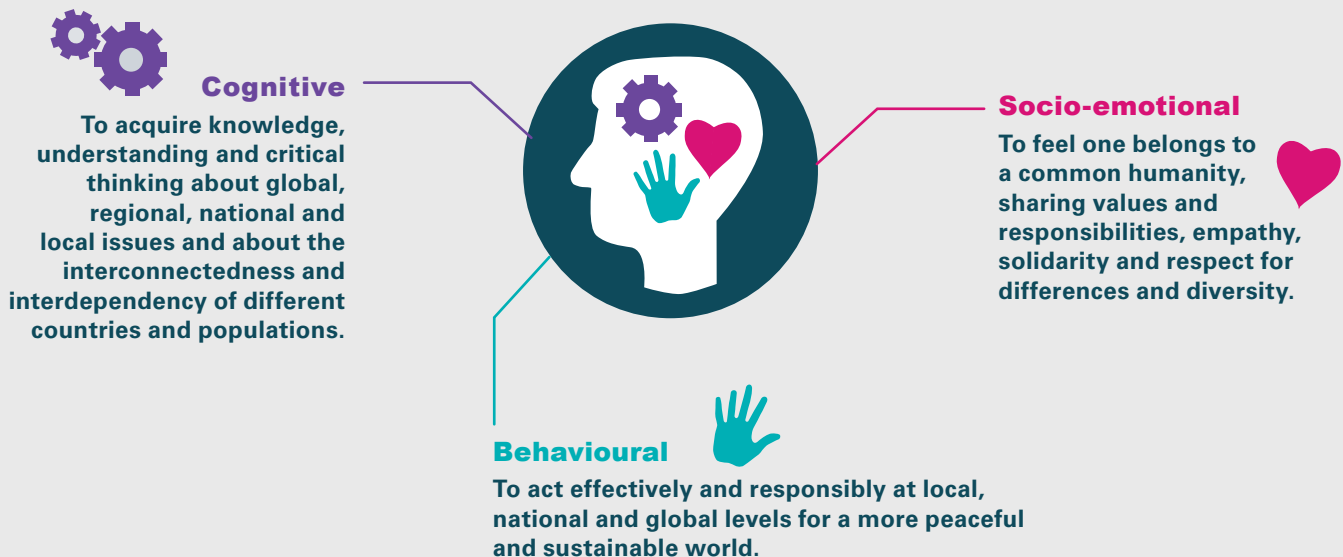 Cognitive
To acquire knowledge,
understanding and critical
thinking about global,
regional, national and
local issues and about the
interconnectedness and
interdependency of different
countries and populations.
Socio-emotional
To feel one belongs to
a common humanity,
sharing values and
responsibilities, empathy,
solidarity and respect for
differences and diversity.
Behavioural
To act effectively and responsibly at local,
national and global levels for a more peaceful
and sustainable world.